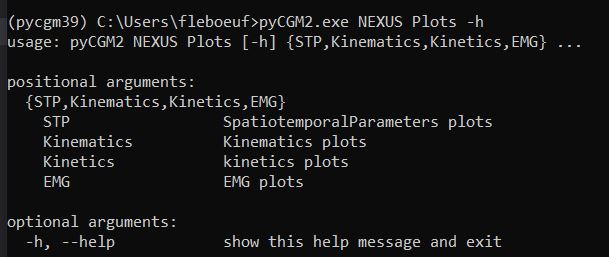 (pycgm39) C:\Users\fleboeuf>pyCGM2.exe NEXUS Plots -h
usage: pyCGM2 NEXUS Plots [-h] {STP,Kinematics,Kinetics,EMG} ...
positional arguments:
{STP,Kinematics,Kinetics,EMG}
STP SpatiotemporalParameters plots
Kinematics Kinematics plots
Kinetics kinetics plots
EMG EMG plots
optional arguments:
-h, --help show this help message and exit